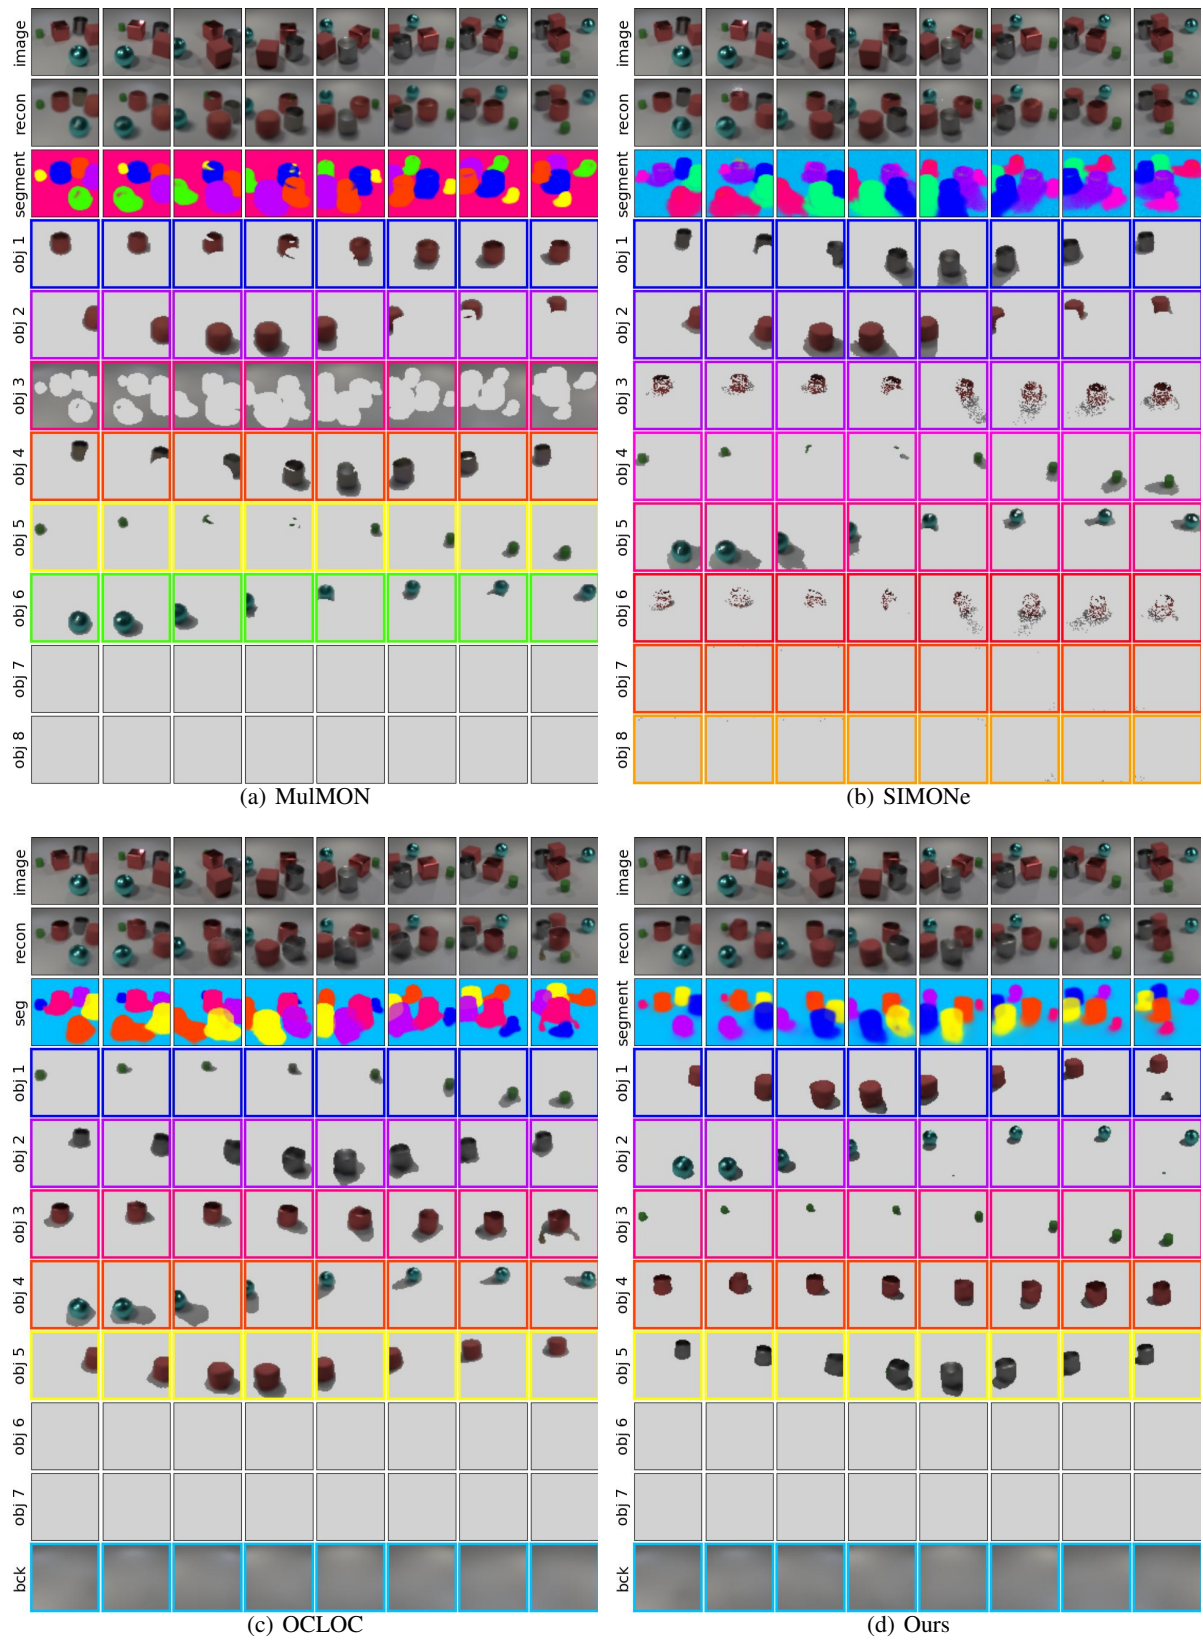 image
recon
segment
obj 1
obj 2
obj 3
obj 4
obj 5
obj 6
obj 7
obj 8
(a) MulMON
image
recon
segment
obj 1
obj 2
obj 3
obj 4
obj 5
obj 6
obj 7
obj 8
(b) SIMONe
image
recon
seg
obj 1
obj 2
obj 3
obj 4
obj 5
obj 6
obj 7
bck
(c) OCLOC
image
recon
segment
obj 1
obj 2
obj 3
obj 4
obj 5
obj 6
obj 7
bck
(d) Ours